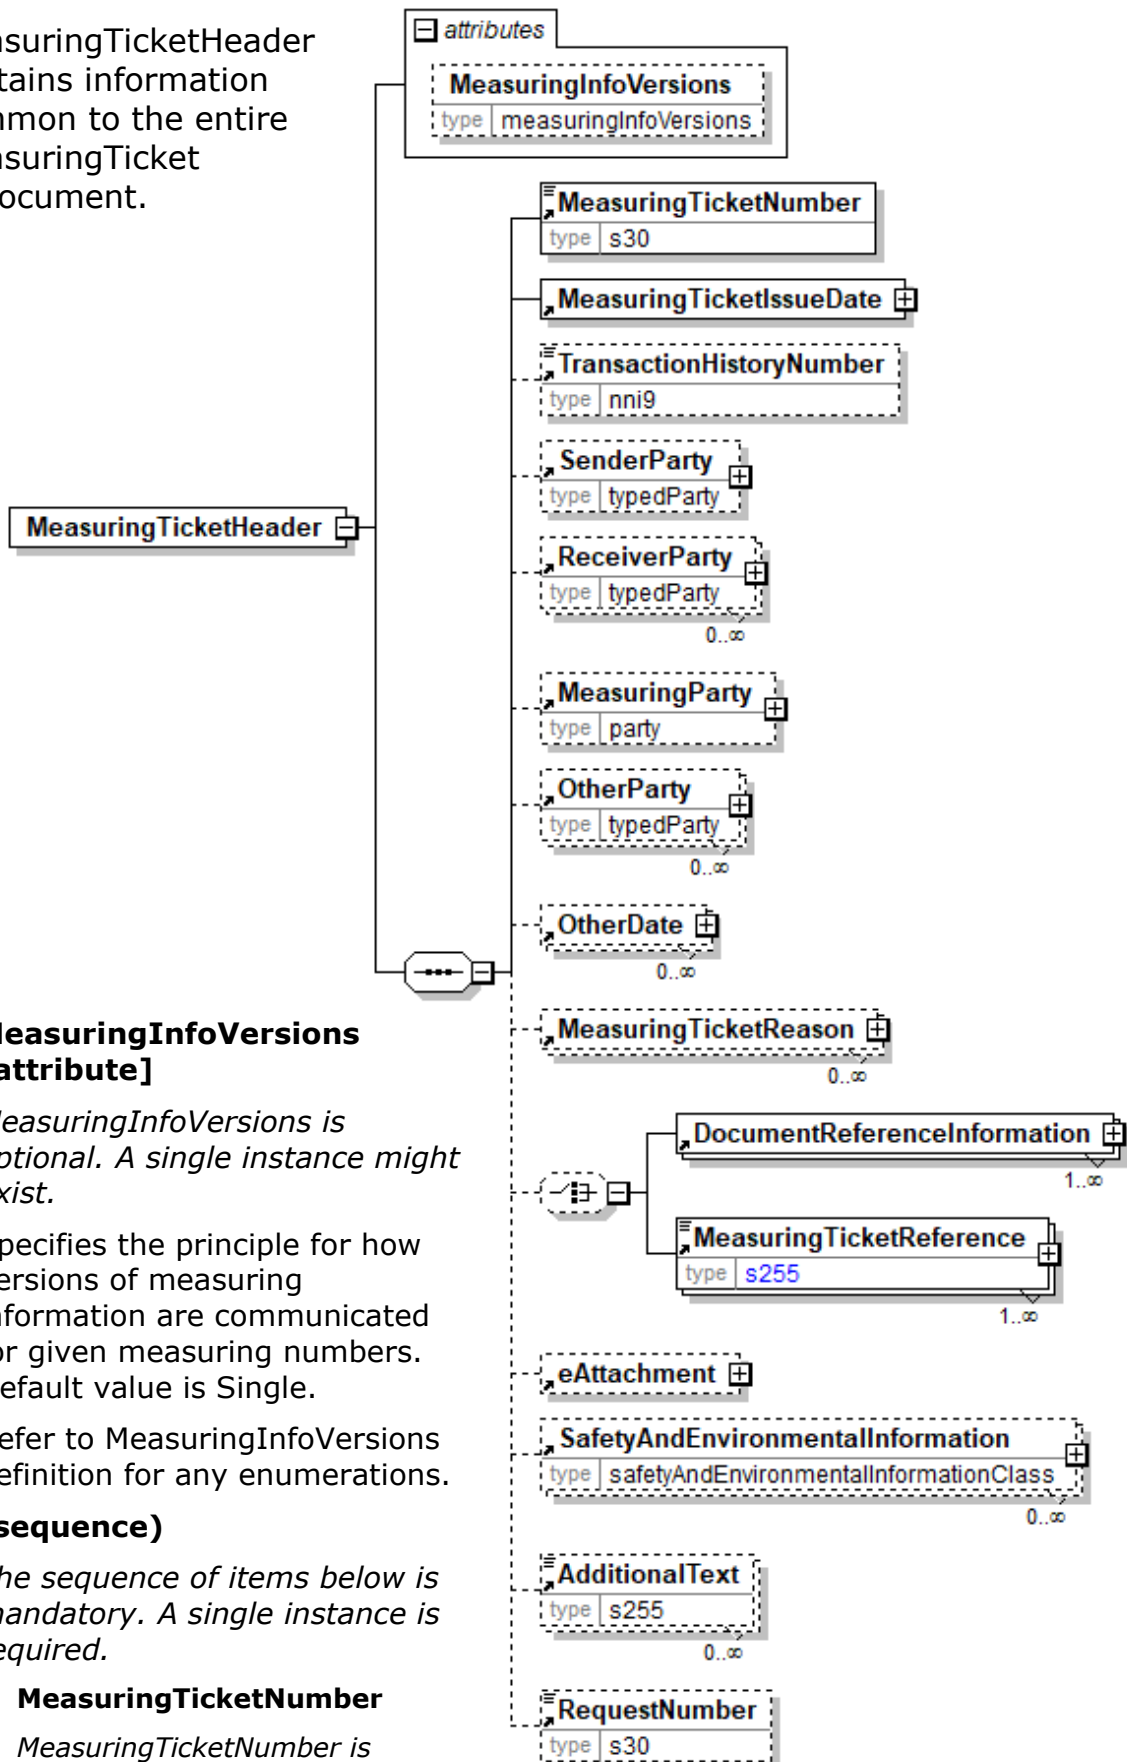 asuringTicketHeader
tains information
mmon to the entire
asuringTicket
ocument.
attributes
MeasuringInfoVersions
type measuringInfoVersions
MeasuringTicketNumber
type s30
MeasuringTicketIssueDate
TransactionHistoryNumber
type nni9
SenderParty
type typedParty
MeasuringTicketHeader
ReceiverParty
type typedParty
0..∞
MeasuringParty
type party
OtherParty
type typedParty
0..∞
OtherDate
0..∞
MeasuringTicketReason
0..∞
DocumentReferenceInformation
1..∞
MeasuringTicketReference
type s255
1..∞
eAttachment
SafetyAndEnvironmentalInformation
type safetyAndEnvironmentalInformationClass
0..∞
AdditionalText
type s255
0..∞
RequestNumber
type s30
MeasuringInfoVersions
attribute]
MeasuringInfoVersions is
ptional. A single instance might
xist.
pecifies the principle for how
ersions of measuring
nformation are communicated
or given measuring numbers.
efault value is Single.
efer to MeasuringInfoVersions
efinition for any enumerations.
sequence)
he sequence of items below is
mandatory. A single instance is
equired.
MeasuringTicketNumber
MeasuringTicketNumber is